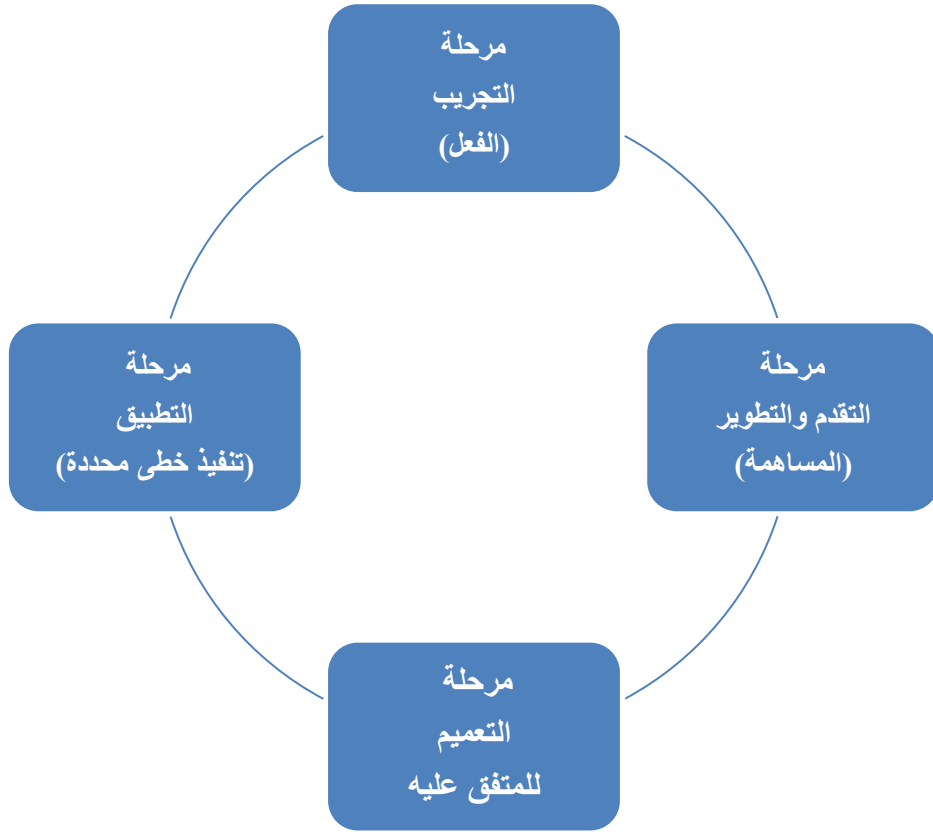 مرحلة
التجريب
(الفعل)
مرحلة
التقدم والتطوير
(المساهمة)
مرحلة
التعميم
للمتفق عليه
مرحلة
التطبيق
(تنفيذ خطى محددة)